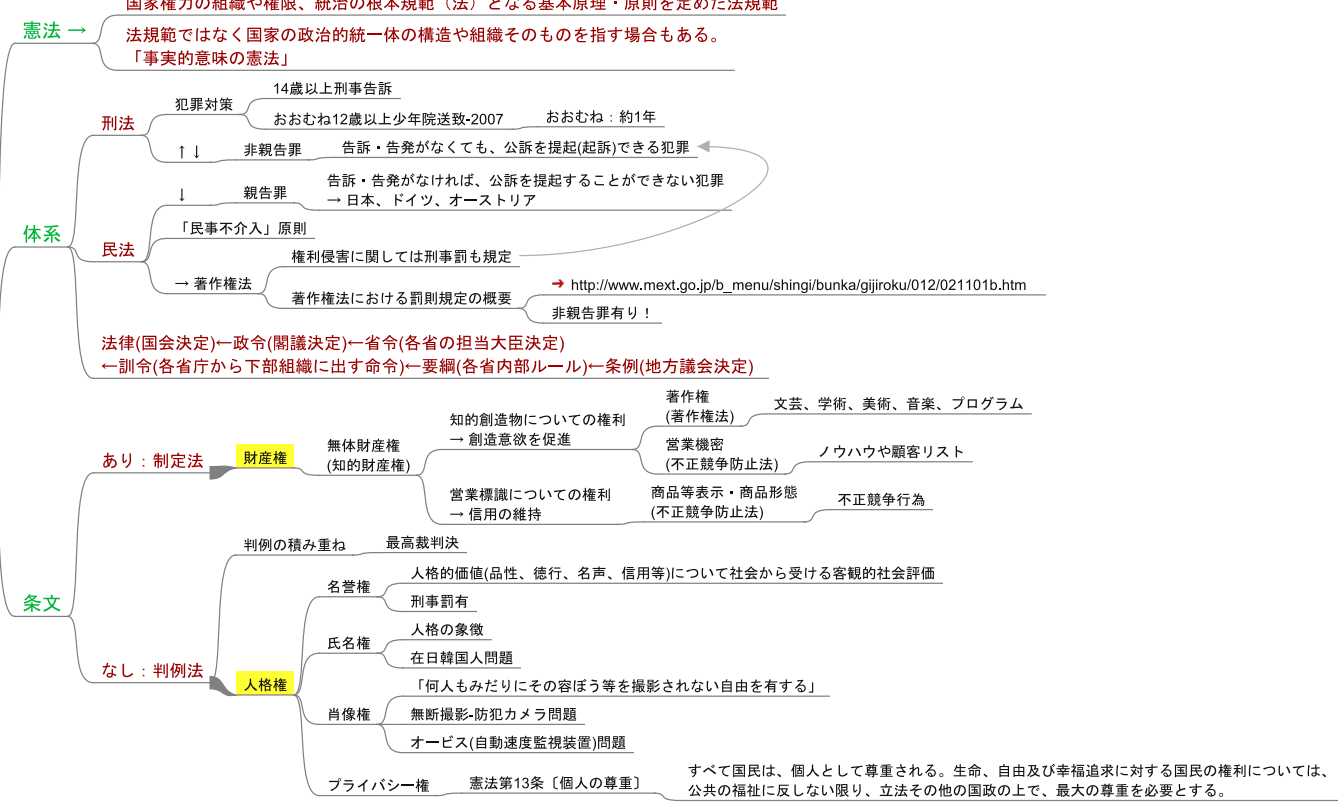 国家権力の組織や権限、統治の根本規範（法）となる基本原理・原則を定めた法規範
憲法 →
法規範ではなく国家の政治的統一体の構造や組織そのものを指す場合もある。
「事実的意味の憲法」
体系
刑法
犯罪対策
14歳以上刑事告訴
おおむね12歳以上少年院送致-2007
おおむね：約1年
↑ ↓
非親告罪
告訴・告発がなくても、公訴を提起(起訴)できる犯罪
民法
↓
親告罪
告訴・告発がなければ、公訴を提起することができない犯罪
→ 日本、ドイツ、オーストリア
「民事不介入」原則
→ 著作権法
権利侵害に関しては刑事罰も規定
著作権法における罰則規定の概要
➜ http://www.mext.go.jp/b_menu/shingi/bunka/gijiroku/012/021101b.htm
非親告罪有り！
法律(国会決定)←政令(閣議決定)←省令(各省の担当大臣決定)
←訓令(各省庁から下部組織に出す命令)←要綱(各省内部ルール)←条例(地方議会決定)
条文
あり：制定法
財産権
無体財産権
(知的財産権)
知的創造物についての権利
→ 創造意欲を促進
著作権
(著作権法)
文芸、学術、美術、音楽、プログラム
営業機密
(不正競争防止法)
ノウハウや顧客リスト
営業標識についての権利
→ 信用の維持
商品等表示・商品形態
(不正競争防止法)
不正競争行為
なし：判例法
判例の積み重ね
最高裁判決
人格権
名誉権
人格的価値(品性、徳行、名声、信用等)について社会から受ける客観的社会評価
刑事罰有
氏名権
人格の象徴
在日韓国人問題
肖像権
「何人もみだりにその容ぼう等を撮影されない自由を有する」
無断撮影-防犯カメラ問題
オービス(自動速度監視装置)問題
プライバシー権
憲法第13条〔個人の尊重〕
すべて国民は、個人として尊重される。生命、自由及び幸福追求に対する国民の権利については、
公共の福祉に反しない限り、立法その他の国政の上で、最大の尊重を必要とする。